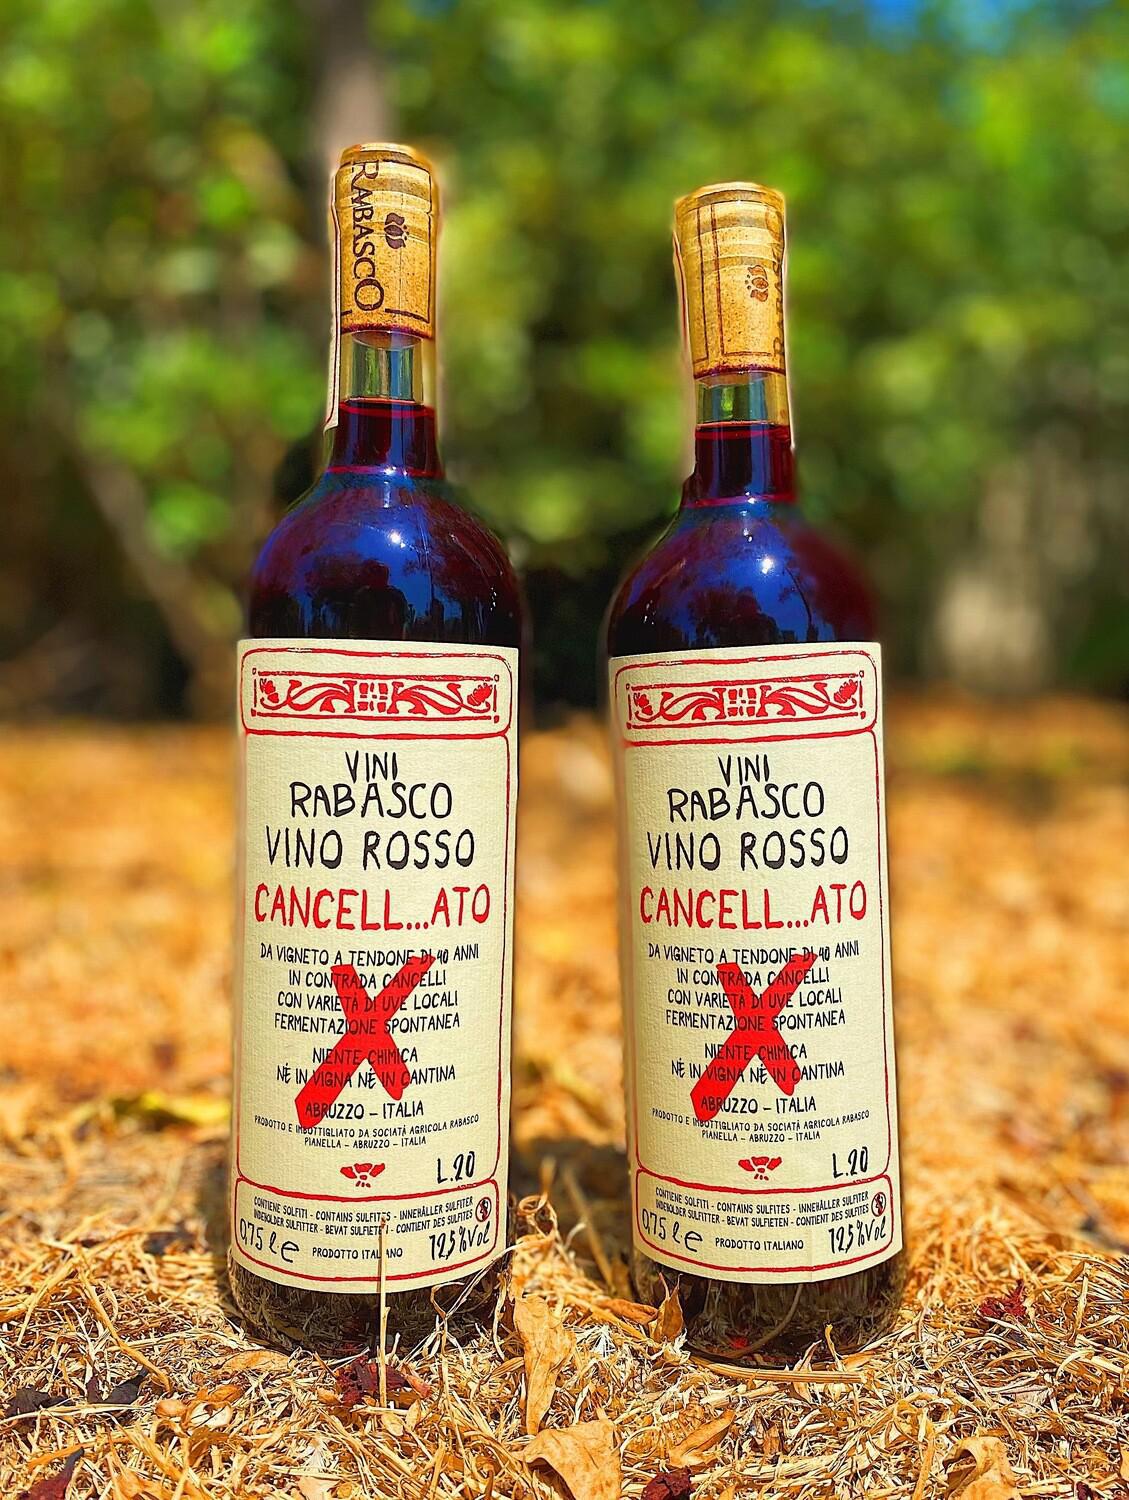 RABASCO
VINI
RABASCO
VINO ROSSO
CANCELL...ATO
DA VIGNETO A TENDONE DI 40 ANNI
IN CONTRADA CANCELLI
CON VARIETÀ DI UVE LOCALI
FERMENTAZIONE SPONTANEA
NIENTE CHIMICA
NÈ IN VIGNA NÈ IN CANTINA
ABRUZZO – ITALIA
PRODOTTO E IMBOTTIGLIATO DA SOCIATÀ AGRICOLA RABASCO
PIANELLA – ABRUZZO – ITALIA
L.20
CONTIENE SOLFITI - CONTAINS SULFITES - INNEHÅLLER SULFITER
INDEHOLDER SULFITTER - BEVAT SULFIETEN - CONTIENT DES SULFITES
0,75 l e PRODOTTO ITALIANO 12,5%Vol
VINI
RABASCO
VINO ROSSO
CANCELL...ATO
DA VIGNETO A TENDONE DI 40 ANNI
IN CONTRADA CANCELLI
CON VARIETÀ DI UVE LOCALI
FERMENTAZIONE SPONTANEA
NIENTE CHIMICA
NÈ IN VIGNA NÈ IN CANTINA
ABRUZZO – ITALIA
PRODOTTO E IMBOTTIGLIATO DA SOCIATÀ AGRICOLA RABASCO
PIANELLA – ABRUZZO – ITALIA
L.20
CONTIENE SOLFITI - CONTAINS SULFITES - INNEHÅLLER SULFITER
INDEHOLDER SULFITTER - BEVAT SULFIETEN - CONTIENT DES SULFITES
0,75 l e PRODOTTO ITALIANO 12,5%Vol